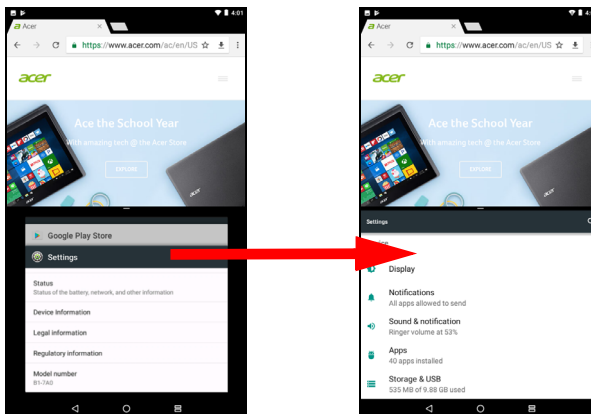 4:01
Acer
https://www.acer.com/ac/en/US
acer
Ace the School Year
With amazing tech @ the Acer Store
EXPLORE
acer
Google Play Store
Settings
Status
Status of the battery, network, and other information
Device information
Legal information
Regulatory information
Model number
B1-7A0
Acer
https://www.acer.com/ac/en/US
acer
Ace the School Year
With amazing tech @ the Acer Store
EXPLORE
acer
Settings
Display
Notifications
All apps allowed to send
Sound & notification
Ringer volume at 53%
Apps
40 apps installed
Storage & USB
535 MB of 9.88 GB used